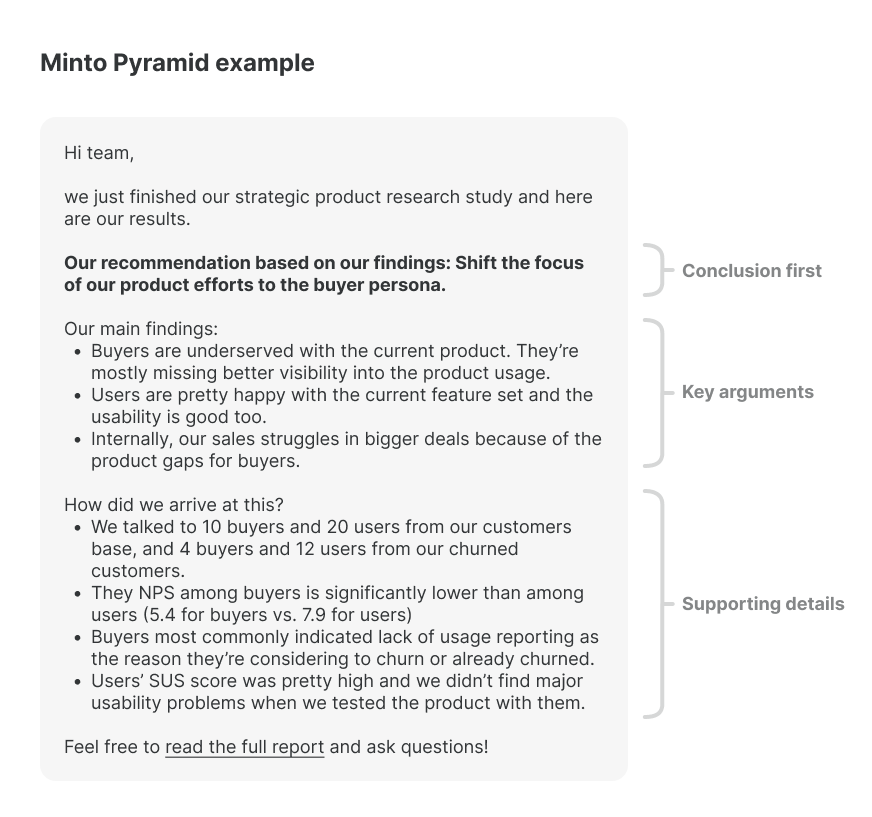 Minto Pyramid example
Hi team,
we just finished our strategic product research study and here
are our results.
Our recommendation based on our findings: Shift the focus
of our product efforts to the buyer persona.
Conclusion first
Our main findings:
• Buyers are underserved with the current product. They’re
mostly missing better visibility into the product usage.
• Users are pretty happy with the current feature set and the
usability is good too.
• Internally, our sales struggles in bigger deals because of the
product gaps for buyers.
Key arguments
How did we arrive at this?
• We talked to 10 buyers and 20 users from our customers
base, and 4 buyers and 12 users from our churned
customers.
• They NPS among buyers is significantly lower than among
users (5.4 for buyers vs. 7.9 for users)
• Buyers most commonly indicated lack of usage reporting as
the reason they’re considering to churn or already churned.
• Users’ SUS score was pretty high and we didn’t find major
usability problems when we tested the product with them.
Supporting details
Feel free to read the full report and ask questions!